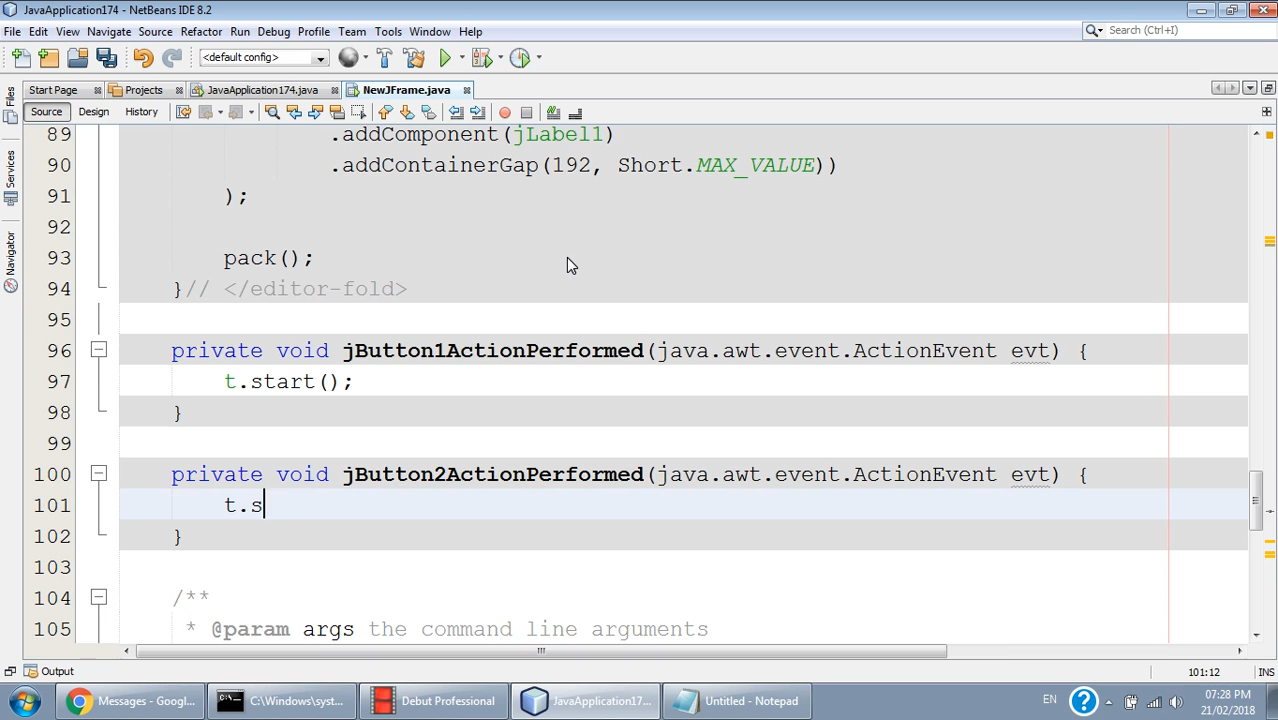 JavaApplication174 - NetBeans IDE 8.2
File Edit View Navigate Source Refactor Run Debug Profile Team Tools Window Help
Search (Ctrl+I)
<default config>
Start Page Projects JavaApplication174.java NewJFrame.java
Source Design History
Files
Services
Navigator
89 .addComponent(jLabel1)
90 .addContainerGap(192, Short.MAX_VALUE))
91 );
92
93 pack();
94 }// </editor-fold>
95
96 private void jButton1ActionPerformed(java.awt.event.ActionEvent evt) {
97 t.start();
98 }
99
100 private void jButton2ActionPerformed(java.awt.event.ActionEvent evt) {
101 t.s
102 }
103
104 /**
105 * @param args the command line arguments
Output
101:12 INS
Messages - Googl...
C:\Windows\syst...
Debut Professional
JavaApplication17...
Untitled - Notepad
EN
07:28 PM
21/02/2018